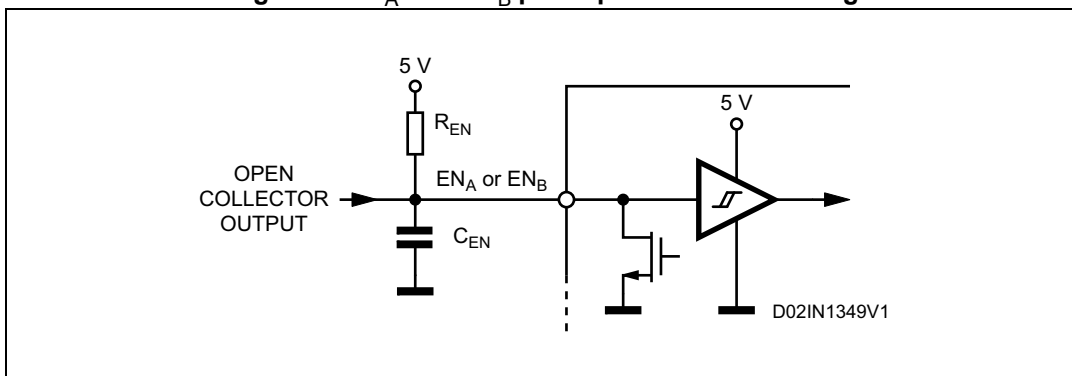 5 V
5 V
R_EN
OPEN
COLLECTOR
OUTPUT
EN_A or EN_B
C_EN
D02IN1349V1